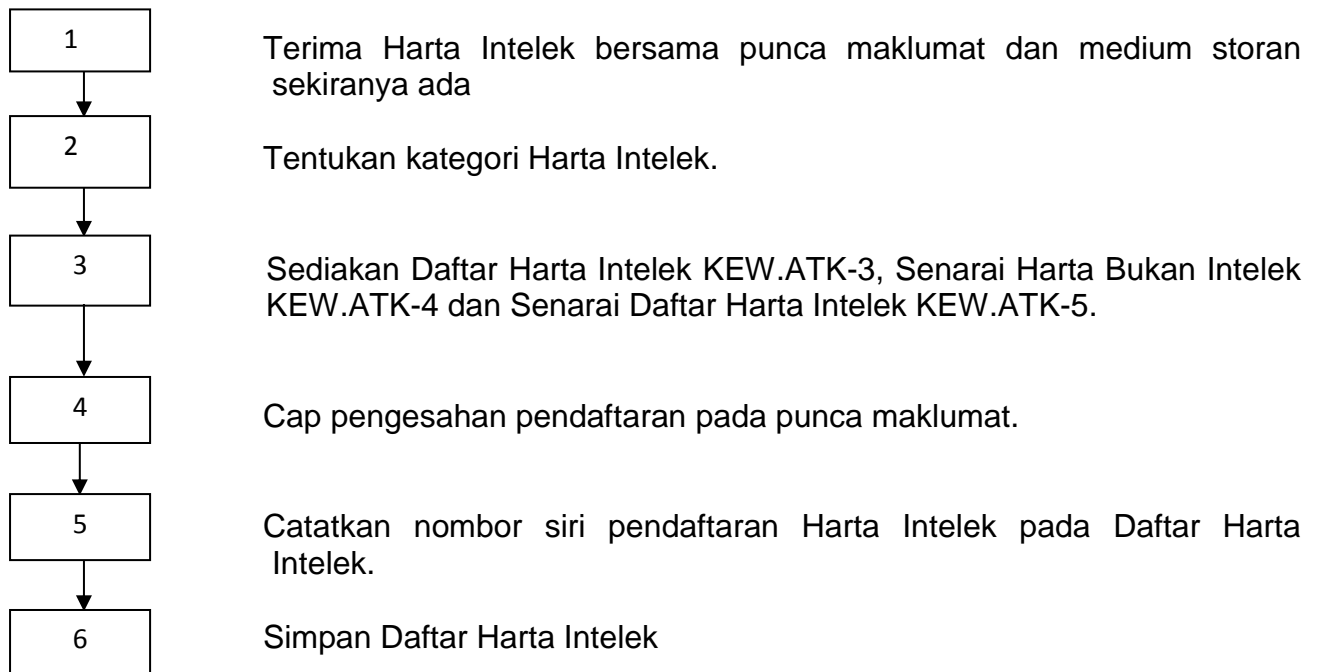 1
Terima Harta Intelek bersama punca maklumat dan medium storan
sekiranya ada
2
Tentukan kategori Harta Intelek.
3
Sediakan Daftar Harta Intelek KEW.ATK-3, Senarai Harta Bukan Intelek
KEW.ATK-4 dan Senarai Daftar Harta Intelek KEW.ATK-5.
4
Cap pengesahan pendaftaran pada punca maklumat.
5
Catatkan nombor siri pendaftaran Harta Intelek pada Daftar Harta
Intelek.
6
Simpan Daftar Harta Intelek